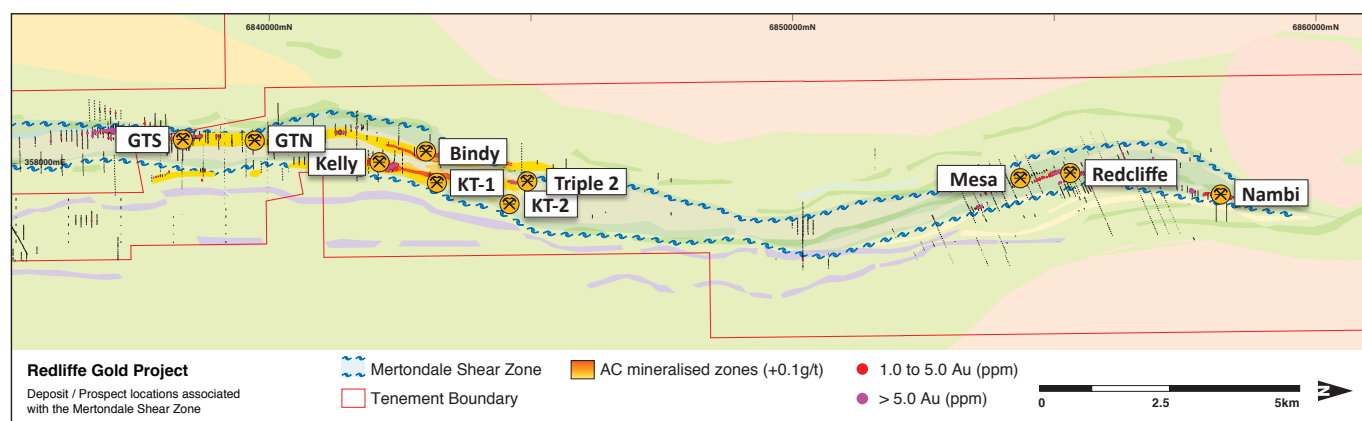 6840000mN
6850000mN
6860000mN
358000mE
GTS
GTN
Kelly
Bindy
KT-1
Triple 2
KT-2
Mesa
Redcliffe
Nambi
Redliffe Gold Project
Deposit / Prospect locations associated
with the Mertondale Shear Zone
Mertondale Shear Zone
Tenement Boundary
AC mineralised zones (+0.1g/t)
1.0 to 5.0 Au (ppm)
> 5.0 Au (ppm)
0
2.5
5km
N